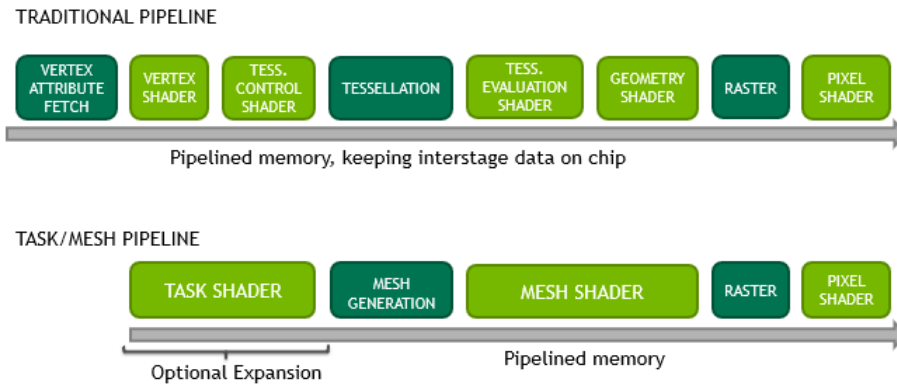 TRADITIONAL PIPELINE
VERTEX
ATTRIBUTE
FETCH
VERTEX
SHADER
TESS.
CONTROL
SHADER
TESSELLATION
TESS.
EVALUATION
SHADER
GEOMETRY
SHADER
RASTER
PIXEL
SHADER
Pipelined memory, keeping interstage data on chip
TASK/MESH PIPELINE
TASK SHADER
MESH
GENERATION
MESH SHADER
RASTER
PIXEL
SHADER
Optional Expansion
Pipelined memory